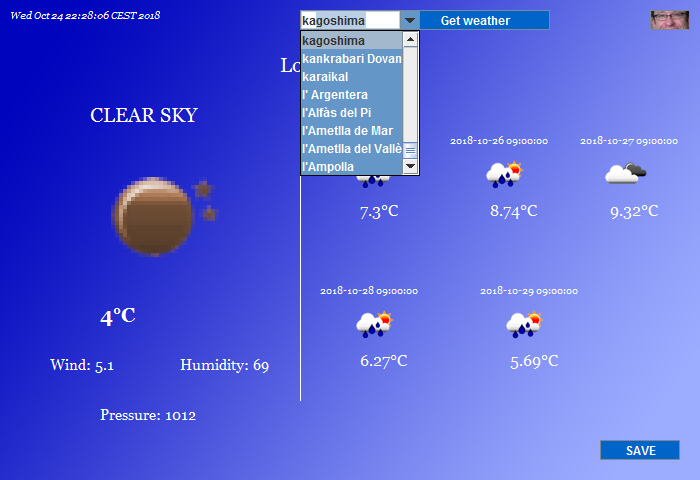 Wed Oct 24 22:28:06 CEST 2018
kagoshima
Get weather
kagoshima
kankrabari Dovan
karaikal
l' Argentera
l'Alfàs del Pi
l'Ametlla de Mar
l'Ametlla del Vallè
l'Ampolla
Lo
CLEAR SKY
4°C
Wind: 5.1
Humidity: 69
Pressure: 1012
2018-10-26 09:00:00
2018-10-27 09:00:00
7.3°C
8.74°C
9.32°C
2018-10-28 09:00:00
2018-10-29 09:00:00
6.27°C
5.69°C
SAVE